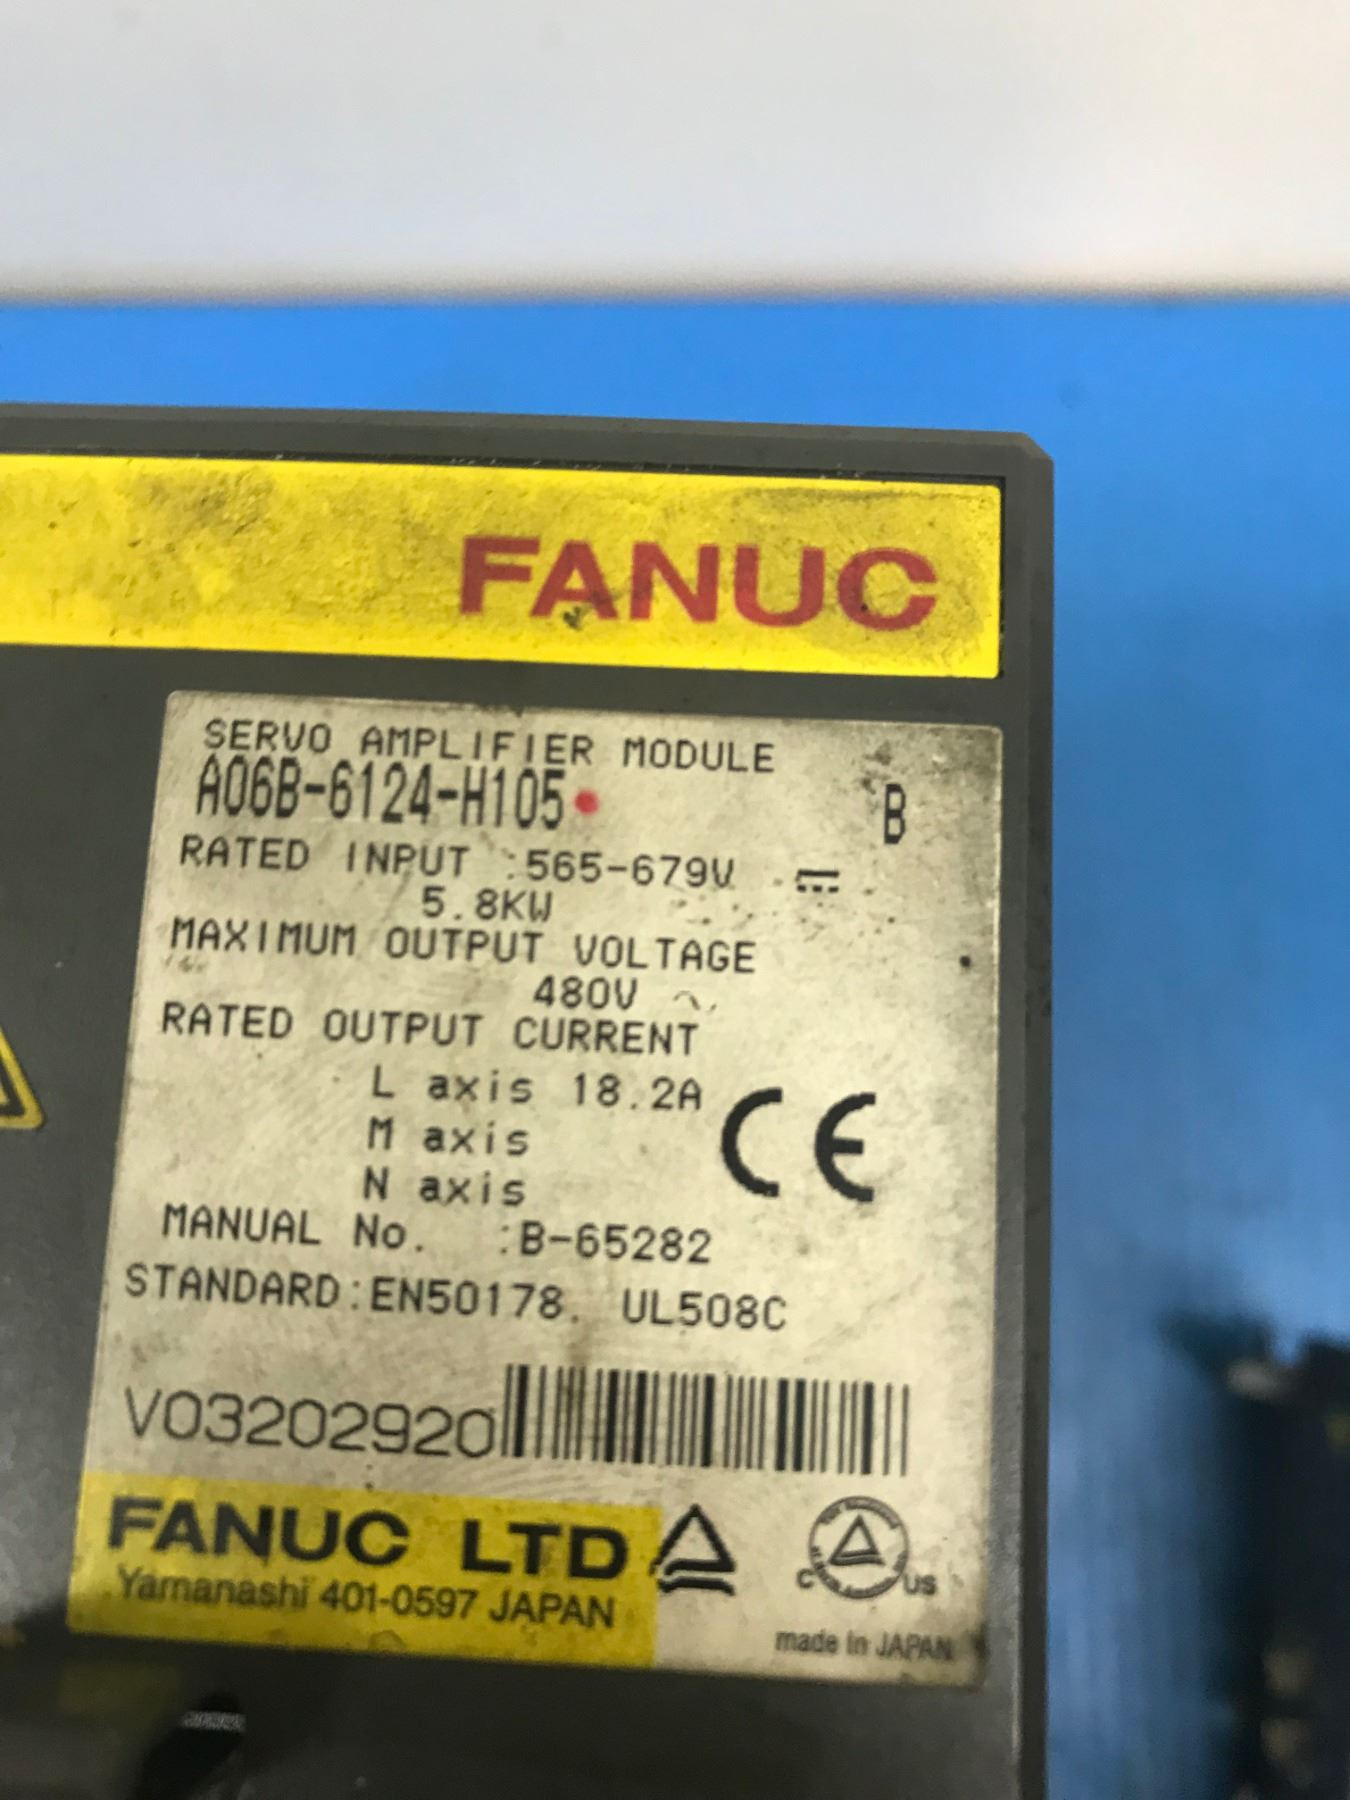 FANUC
SERVO AMPLIFIER MODULE
A06B-6124-H105 B
RATED INPUT :565-679V ⎓
5.8KW
MAXIMUM OUTPUT VOLTAGE
480V ~
RATED OUTPUT CURRENT
L axis 18.2A
M axis
N axis
CE
MANUAL No. :B-65282
STANDARD:EN50178. UL508C
V03202920
FANUC LTD
Yamanashi 401-0597 JAPAN
C US
made in JAPAN